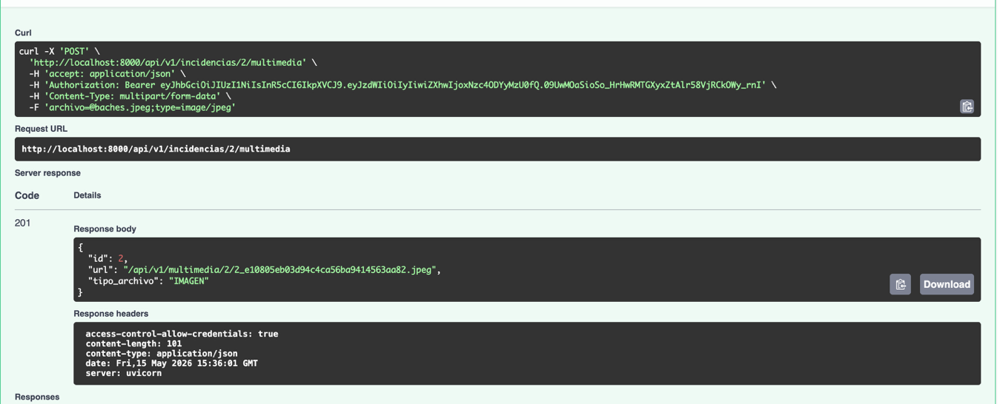 Curl
curl -X 'POST' \
'http://localhost:8000/api/v1/incidencias/2/multimedia' \
-H 'accept: application/json' \
-H 'Authorization: Bearer eyJhbGciOiJIUzI1NiIsInR5cCI6IkpXVCJ9.eyJzdWIiOiIyIiwiZXhwIjoxNzc4ODYyMzU0fQ.09UwMOaSioSo_HrHwRMTGXyxZtAlr58VjRCkOWy_rnI' \
-H 'Content-Type: multipart/form-data' \
-F 'archivo=@baches.jpeg;type=image/jpeg'
Request URL
http://localhost:8000/api/v1/incidencias/2/multimedia
Server response
Code Details
201
Response body
{
"id": 2,
"url": "/api/v1/multimedia/2/2_e10805eb03d94c4ca56ba9414563aa82.jpeg",
"tipo_archivo": "IMAGEN"
}
Download
Response headers
access-control-allow-credentials: true
content-length: 101
content-type: application/json
date: Fri,15 May 2026 15:36:01 GMT
server: uvicorn
Responses